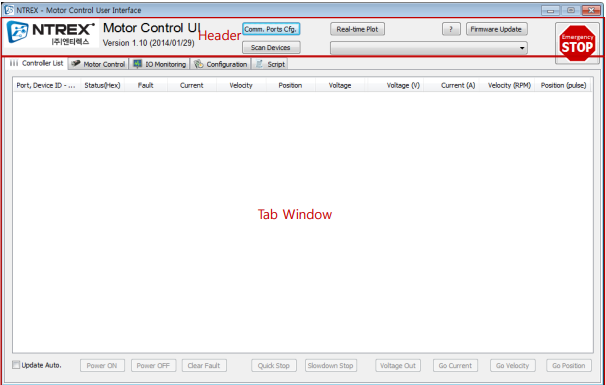 NTREX - Motor Control User Interface
NTREX
|주|엔티렉스
Motor Control UI
Version 1.10 (2014/01/29)
Header
Comm. Ports Cfg.
Real-time Plot
?
Firmware Update
Scan Devices
Emergency
STOP
Controller List
Motor Control
IO Monitoring
Configuration
Script
Port, Device ID - ...
Status(Hex)
Fault
Current
Velocity
Position
Voltage
Voltage (V)
Current (A)
Velocity (RPM)
Position (pulse)
Tab Window
Update Auto.
Power ON
Power OFF
Clear Fault
Quick Stop
Slowdown Stop
Voltage Out
Go Current
Go Velocity
Go Position